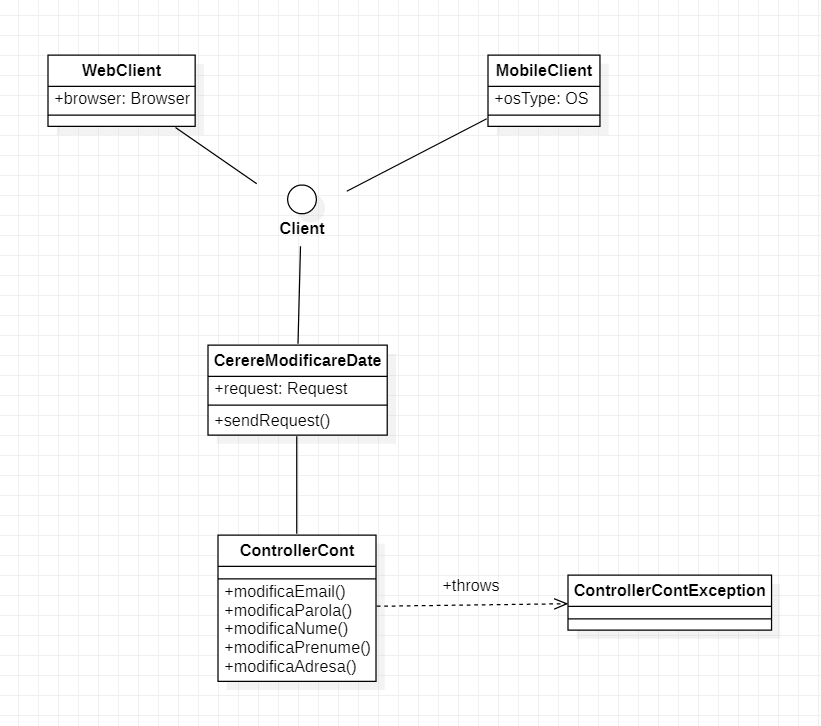 WebClient
+browser: Browser
MobileClient
+osType: OS
Client
CerereModificareDate
+request: Request
+sendRequest()
ControllerCont
+modificaEmail()
+modificaParola()
+modificaNume()
+modificaPrenume()
+modificaAdresa()
+throws
ControllerContException